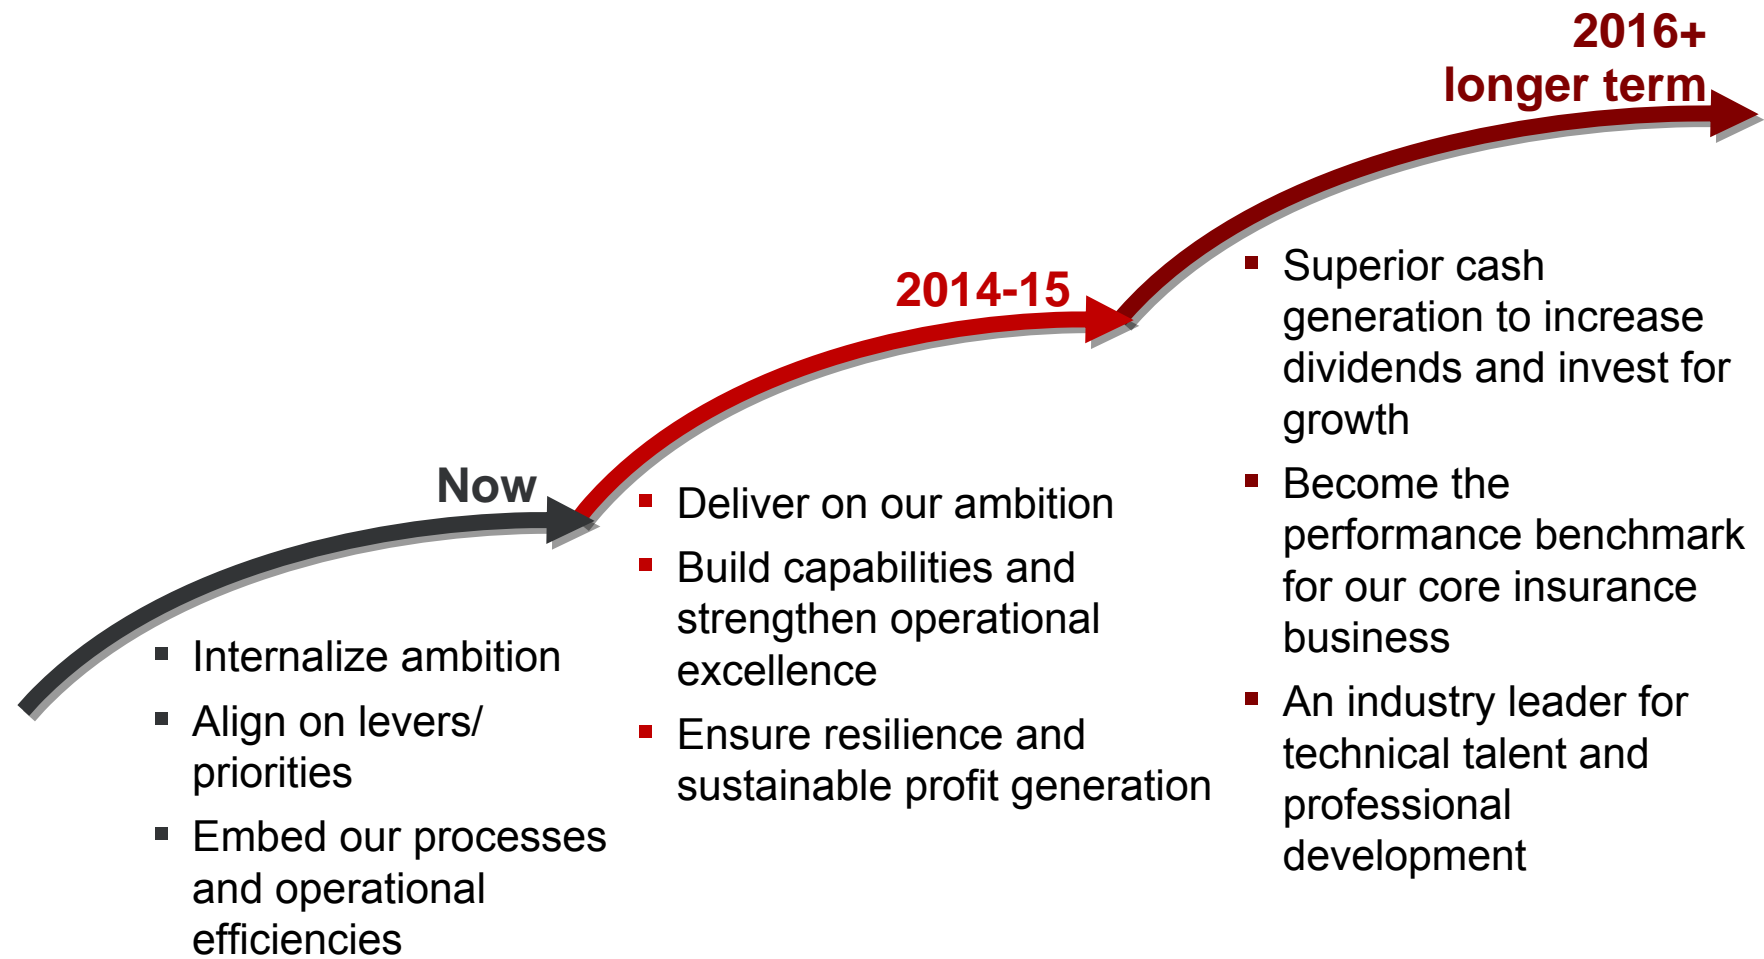 2016+
longer term
2014-15
Now
▪ Internalize ambition
▪ Align on levers/
priorities
▪ Embed our processes
and operational
efficiencies
▪ Deliver on our ambition
▪ Build capabilities and
strengthen operational
excellence
▪ Ensure resilience and
sustainable profit generation
▪ Superior cash
generation to increase
dividends and invest for
growth
▪ Become the
performance benchmark
for our core insurance
business
▪ An industry leader for
technical talent and
professional
development